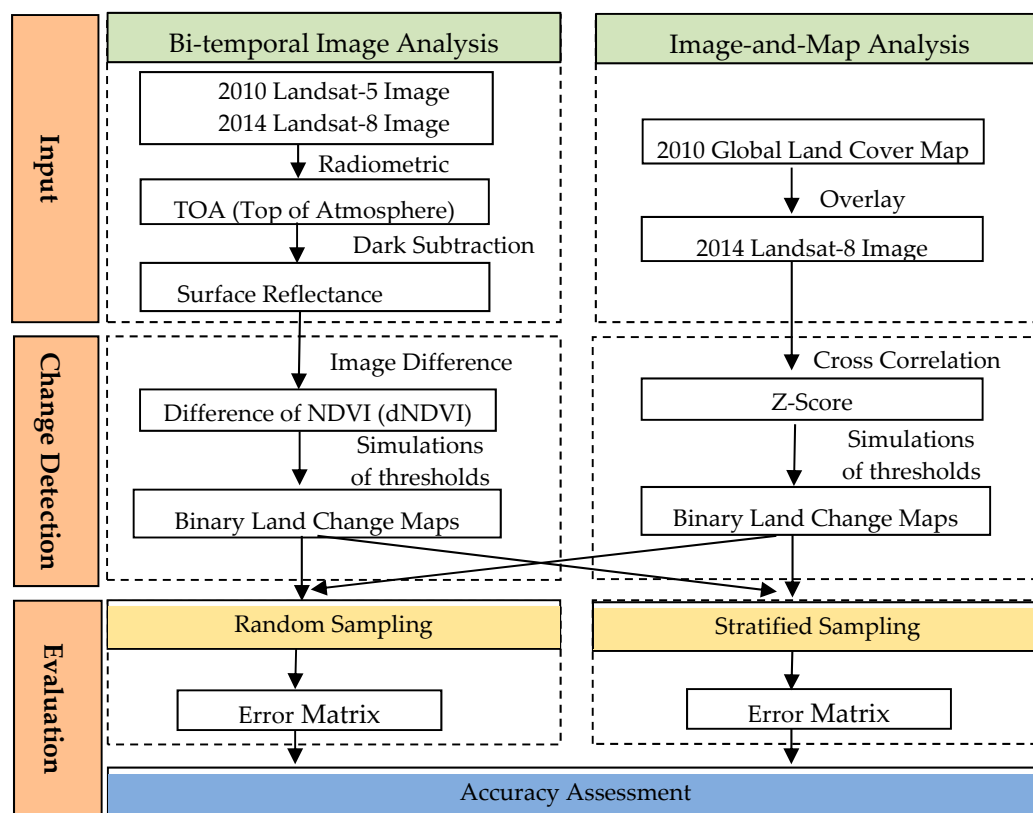 Bi-temporal Image Analysis
Image-and-Map Analysis
Input
2010 Landsat-5 Image
2014 Landsat-8 Image
Radiometric
TOA (Top of Atmosphere)
Dark Subtraction
Surface Reflectance
2010 Global Land Cover Map
Overlay
2014 Landsat-8 Image
Change Detection
Image Difference
Difference of NDVI (dNDVI)
Simulations
of thresholds
Binary Land Change Maps
Cross Correlation
Z-Score
Simulations
of thresholds
Binary Land Change Maps
Evaluation
Random Sampling
Error Matrix
Stratified Sampling
Error Matrix
Accuracy Assessment